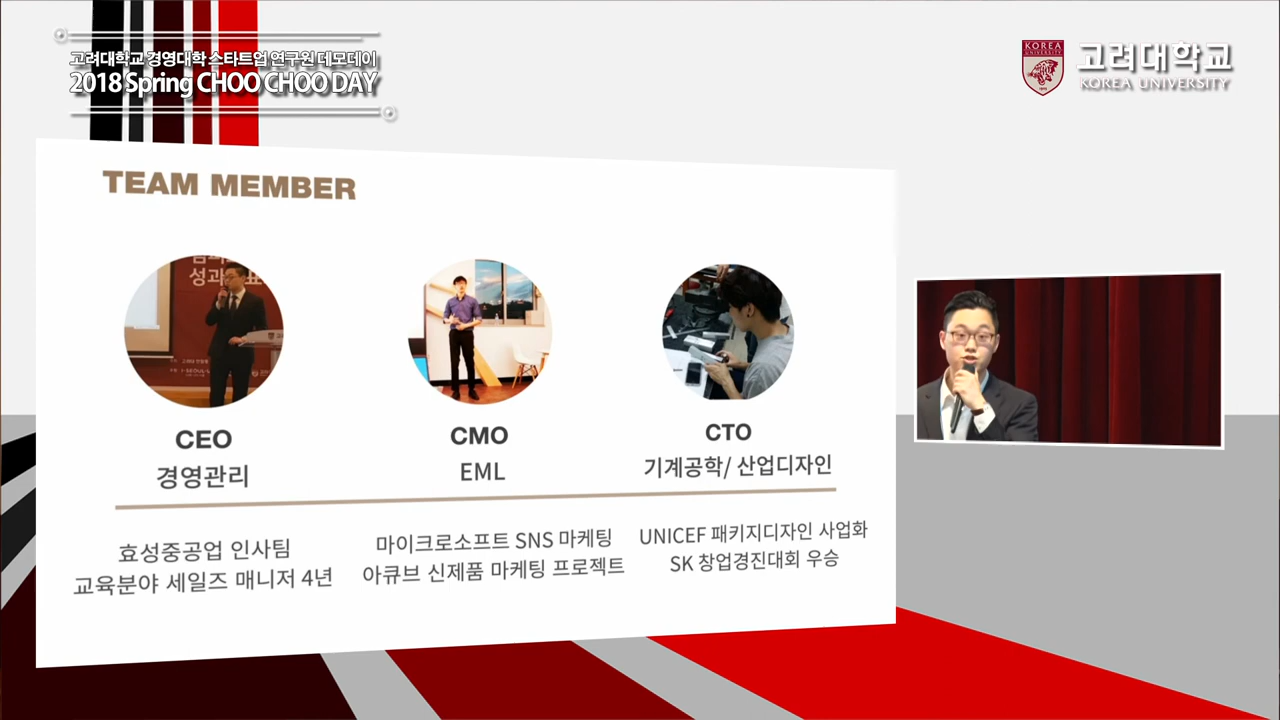 고려대학교 경영대학 스타트업 연구원 데모데이
2018 Spring CHOO CHOO DAY
KOREA
UNIVERSITY
고려대학교
KOREA UNIVERSITY
TEAM MEMBER
성과
CEO
경영관리
CMO
EML
CTO
기계공학/ 산업디자인
효성중공업 인사팀
교육분야 세일즈 매니저 4년
마이크로소프트 SNS 마케팅
아큐브 신제품 마케팅 프로젝트
UNICEF 패키지디자인 사업화
SK 창업경진대회 우승